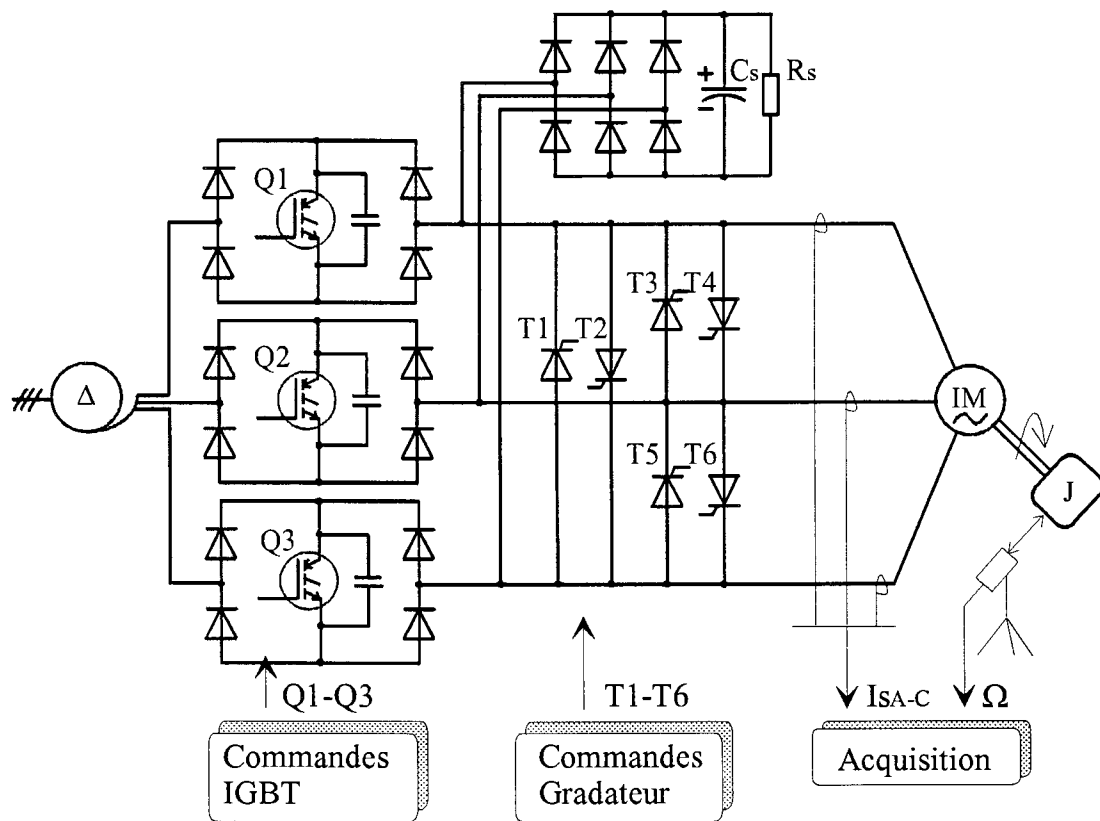 +
-
Cs
Rs
Q1
Q2
Q3
Δ
T1
T2
T3
T4
T5
T6
IM
J
Q1-Q3
T1-T6
IsA-C
Ω
Commandes
IGBT
Commandes
Gradateur
Acquisition